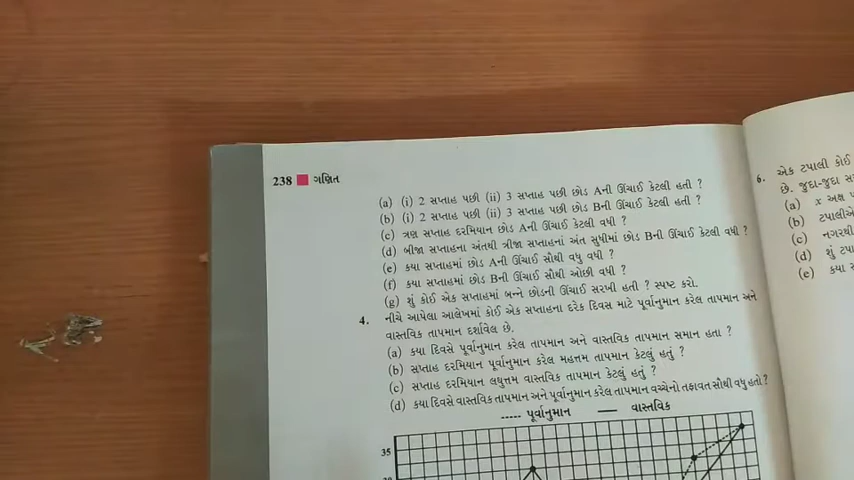 238 ગણિત
(a) (i) 2 સપ્તાહ પછી (ii) 3 સપ્તાહ પછી છોડ Aની ઊંચાઈ કેટલી હતી ?
(b) (i) 2 સપ્તાહ પછી (ii) 3 સપ્તાહ પછી છોડ Bની ઊંચાઈ કેટલી હતી ?
(c) ત્રણ સપ્તાહ દરમિયાન છોડ Aની ઊંચાઈ કેટલી વધી ?
(d) બીજા સપ્તાહના અંતથી ત્રીજા સપ્તાહનાં અંત સુધીમાં છોડ Bની ઊંચાઈ કેટલી વધી ?
(e) કયા સપ્તાહમાં છોડ Aની ઊંચાઈ સૌથી વધુ વધી ?
(f) કયા સપ્તાહમાં છોડ Bની ઊંચાઈ સૌથી ઓછી વધી ?
(g) શું કોઈ એક સપ્તાહમાં બન્ને છોડની ઊંચાઈ સરખી હતી ? સ્પષ્ટ કરો.
4. નીચે આપેલા આલેખમાં કોઈ એક સપ્તાહના દરેક દિવસ માટે પૂર્વાનુમાન કરેલ તાપમાન અને
વાસ્તવિક તાપમાન દર્શાવેલ છે.
(a) કયા દિવસે પૂર્વાનુમાન કરેલ તાપમાન અને વાસ્તવિક તાપમાન સમાન હતા ?
(b) સપ્તાહ દરમિયાન પૂર્વાનુમાન કરેલ મહત્તમ તાપમાન કેટલું હતું ?
(c) સપ્તાહ દરમિયાન લઘુત્તમ વાસ્તવિક તાપમાન કેટલું હતું ?
(d) કયા દિવસે વાસ્તવિક તાપમાન અને પૂર્વાનુમાન કરેલ તાપમાન વચ્ચેનો તફાવત સૌથી વધુ હતો ?
----- પૂર્વાનુમાન —— વાસ્તવિક
35
6. એક ટપાલી કોઈ
છે. જુદા-જુદા
(a) x અક્ષ
(b) ટપાલીએ
(c) નગરથી
(d) શું
(e) કયા